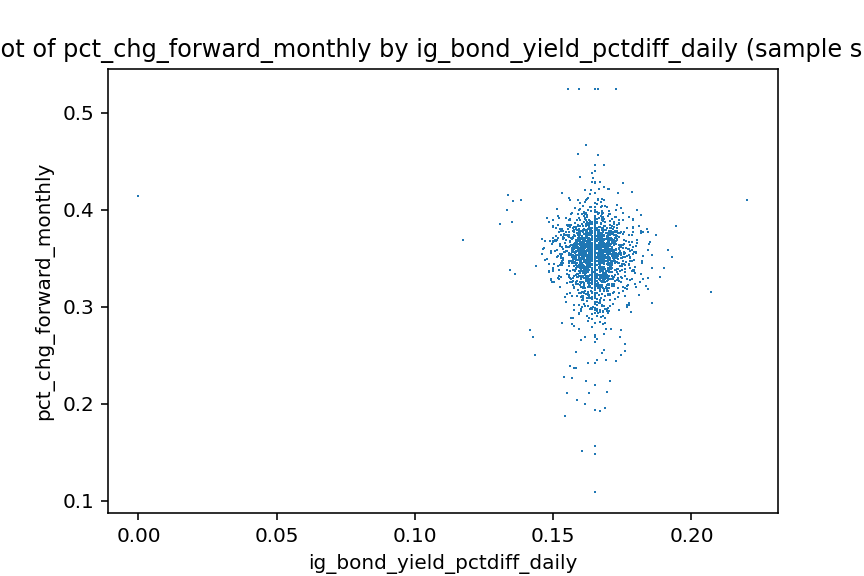 ot of pct_chg_forward_monthly by ig_bond_yield_pctdiff_daily (sample s
0.5
0.4
0.3
0.2
0.1
pct_chg_forward_monthly
0.00 0.05 0.10 0.15 0.20
ig_bond_yield_pctdiff_daily